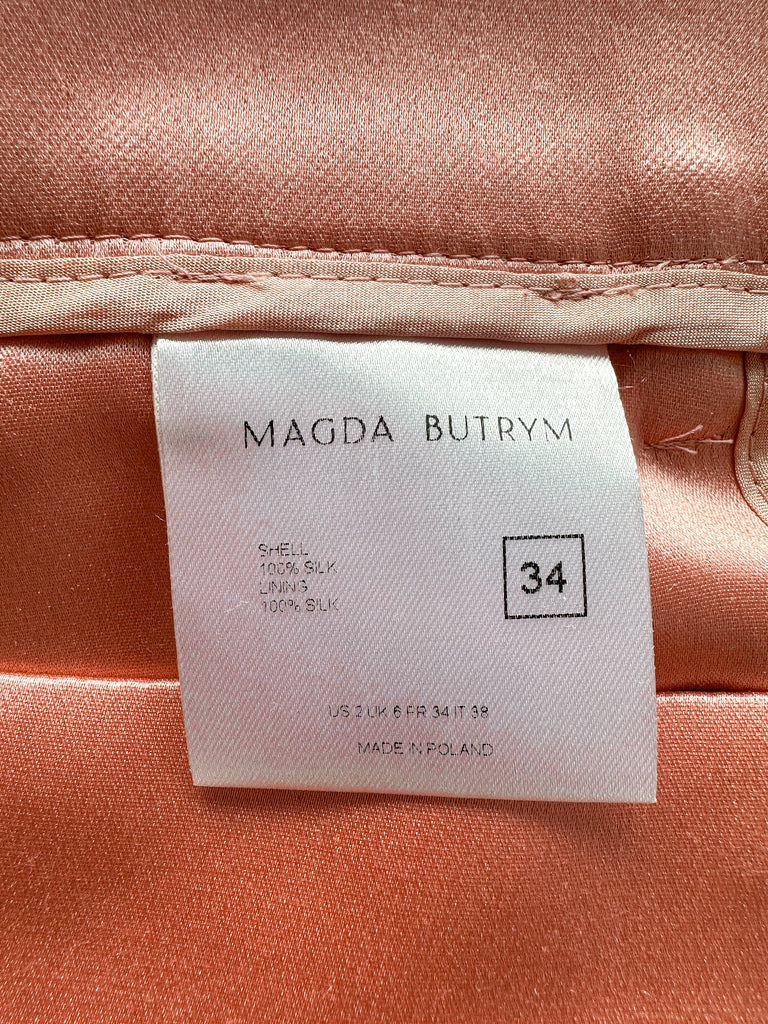 MAGDA BUTRYM
SHELL
100% SILK
LINING
100% SILK
34
US 2 UK 6 FR 34 IT 38
MADE IN POLAND